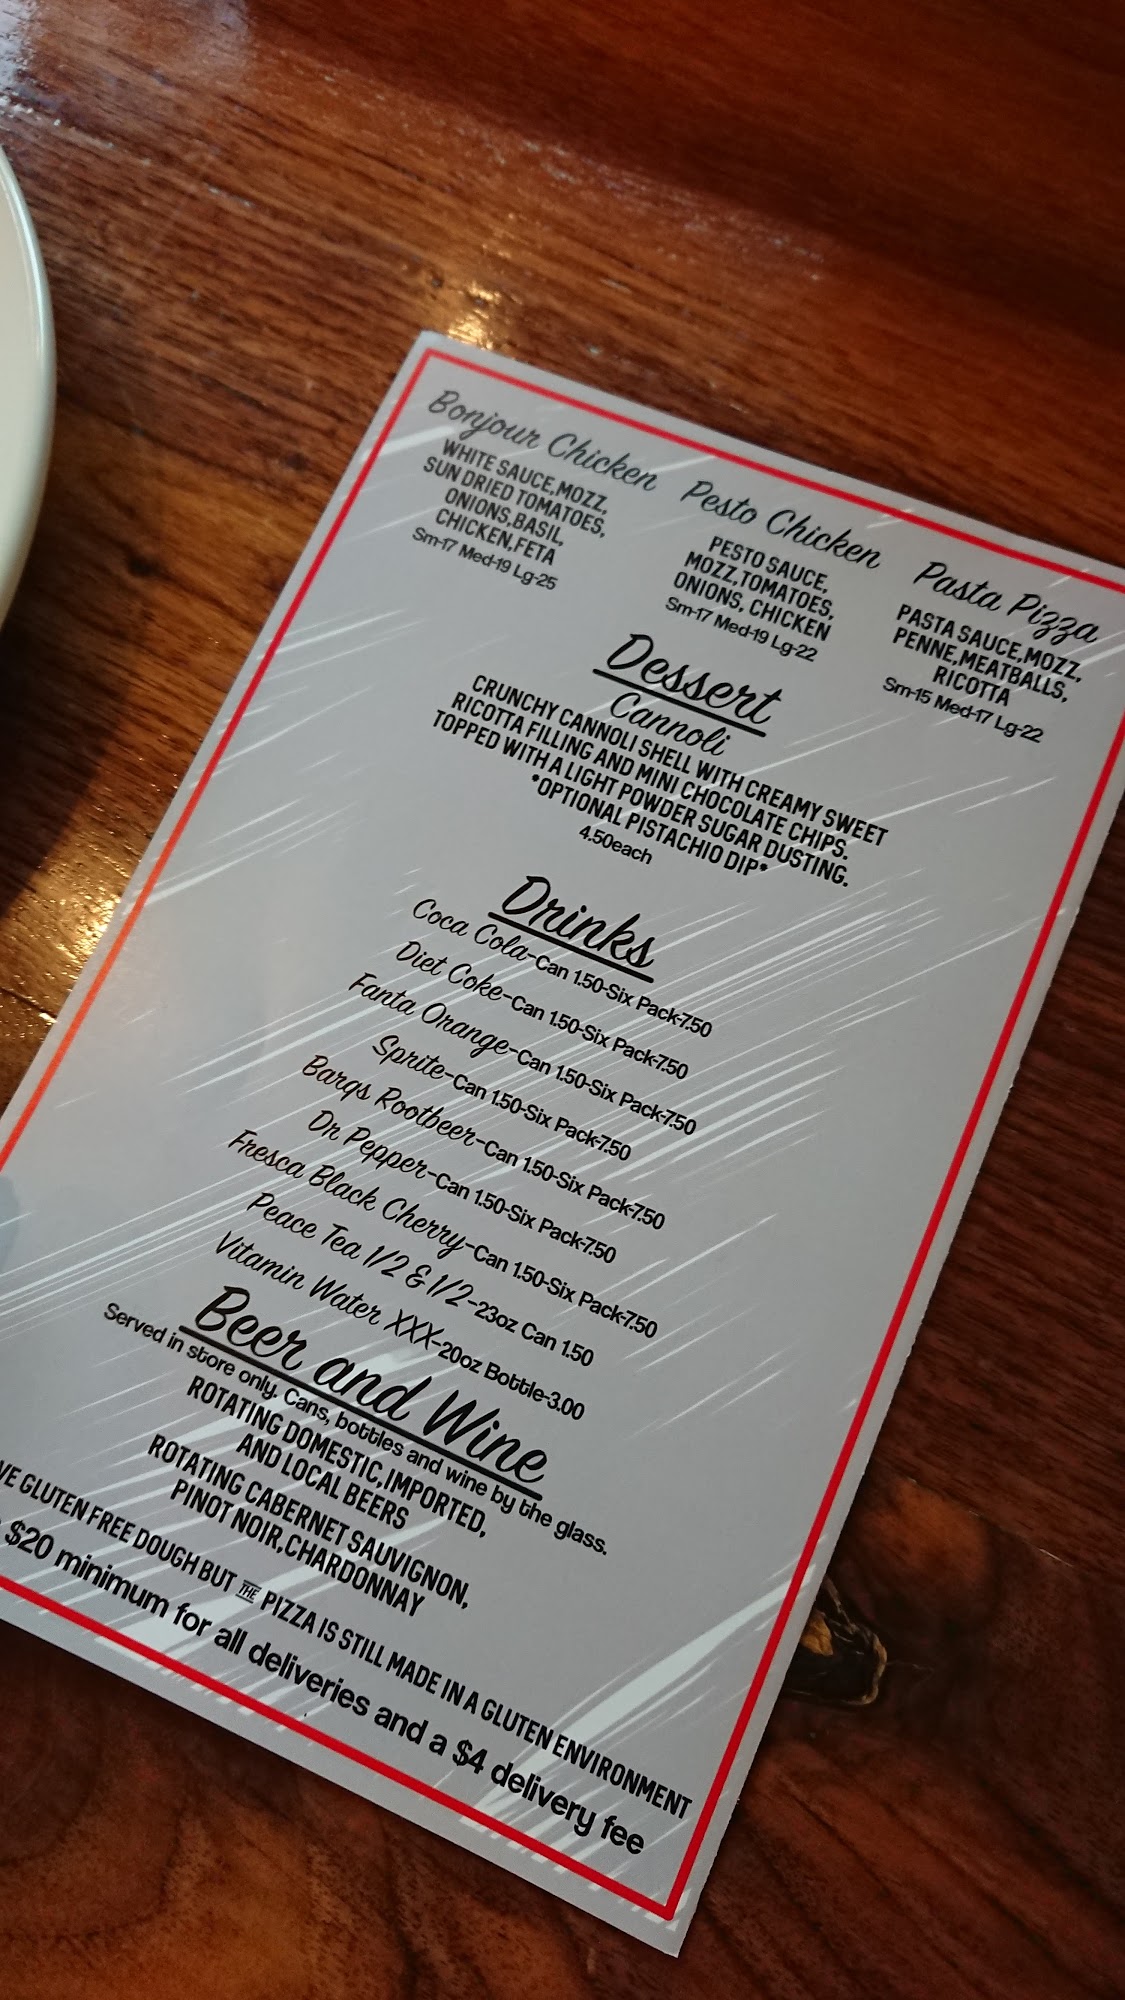 Bonjour Chicken
WHITE SAUCE,MOZZ,
SUN DRIED TOMATOES,
ONIONS,BASIL,
CHICKEN,FETA
Sm-17 Med-19 Lg-25
Pesto Chicken
PESTO SAUCE,
MOZZ,TOMATOES,
ONIONS, CHICKEN
Sm-17 Med-19 Lg-22
Pasta Pizza
PASTA SAUCE,MOZZ,
PENNE,MEATBALLS,
RICOTTA
Sm-15 Med-17 Lg-22
Dessert
Cannoli
CRUNCHY CANNOLI SHELL WITH CREAMY SWEET
RICOTTA FILLING AND MINI CHOCOLATE CHIPS.
TOPPED WITH A LIGHT POWDER SUGAR DUSTING.
*OPTIONAL PISTACHIO DIP*
4.50each
Drinks
Coca Cola-Can 1.50-Six Pack-7.50
Diet Coke-Can 1.50-Six Pack-7.50
Fanta Orange-Can 1.50-Six Pack-7.50
Sprite-Can 1.50-Six Pack-7.50
Barqs Rootbeer-Can 1.50-Six Pack-7.50
Dr Pepper-Can 1.50-Six Pack-7.50
Fresca Black Cherry-Can 1.50-Six Pack-7.50
Peace Tea 1/2 & 1/2-23oz Can 1.50
Vitamin Water XXX-20oz Bottle-3.00
Beer and Wine
Served in store only. Cans, bottles and wine by the glass.
ROTATING DOMESTIC,IMPORTED,
AND LOCAL BEERS
ROTATING CABERNET SAUVIGNON,
PINOT NOIR,CHARDONNAY
GLUTEN FREE DOUGH BUT THE PIZZA IS STILL MADE IN A GLUTEN ENVIRONMENT
$20 minimum for all deliveries and a $4 delivery fee